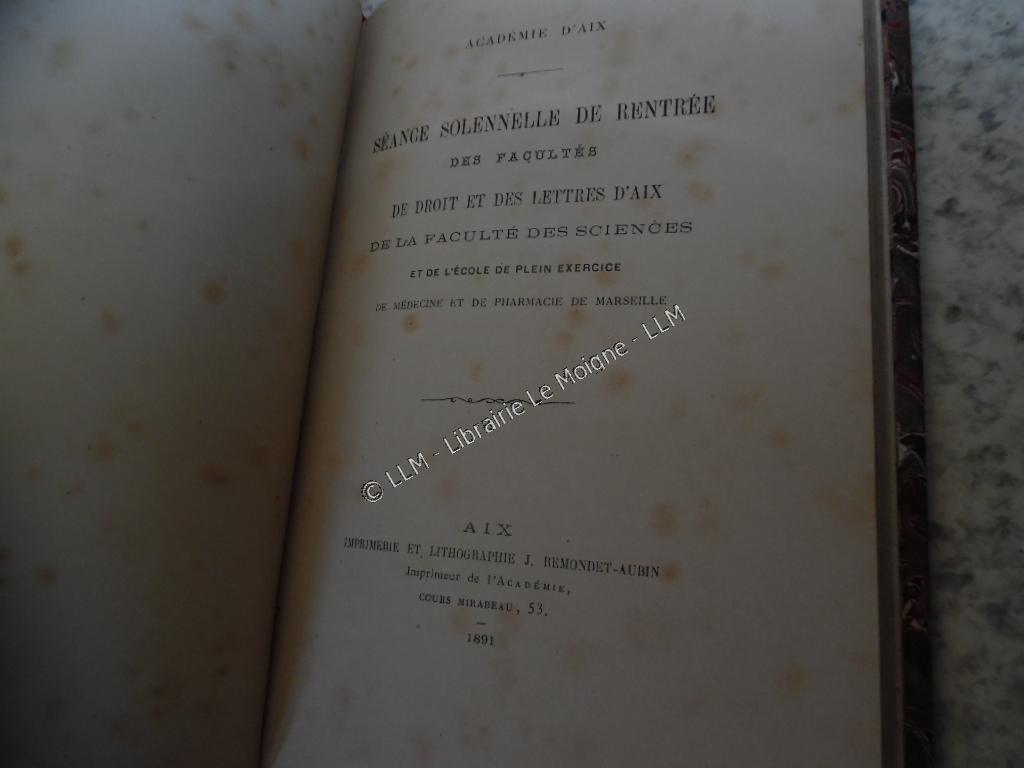 ACADÉMIE D'AIX
SÉANCE SOLENNELLE DE RENTRÉE
DES FACULTÉS
DE DROIT ET DES LETTRES D'AIX
DE LA FACULTÉ DES SCIENCES
ET DE L'ÉCOLE DE PLEIN EXERCICE
DE MÉDECINE ET DE PHARMACIE DE MARSEILLE
© LLM - Librairie Le Moigne - LLM
AIX
IMPRIMERIE ET LITHOGRAPHIE J. REMONDET-AUBIN
Imprimeur de l'ACADÉMIE,
COURS MIRABEAU, 53.
1891